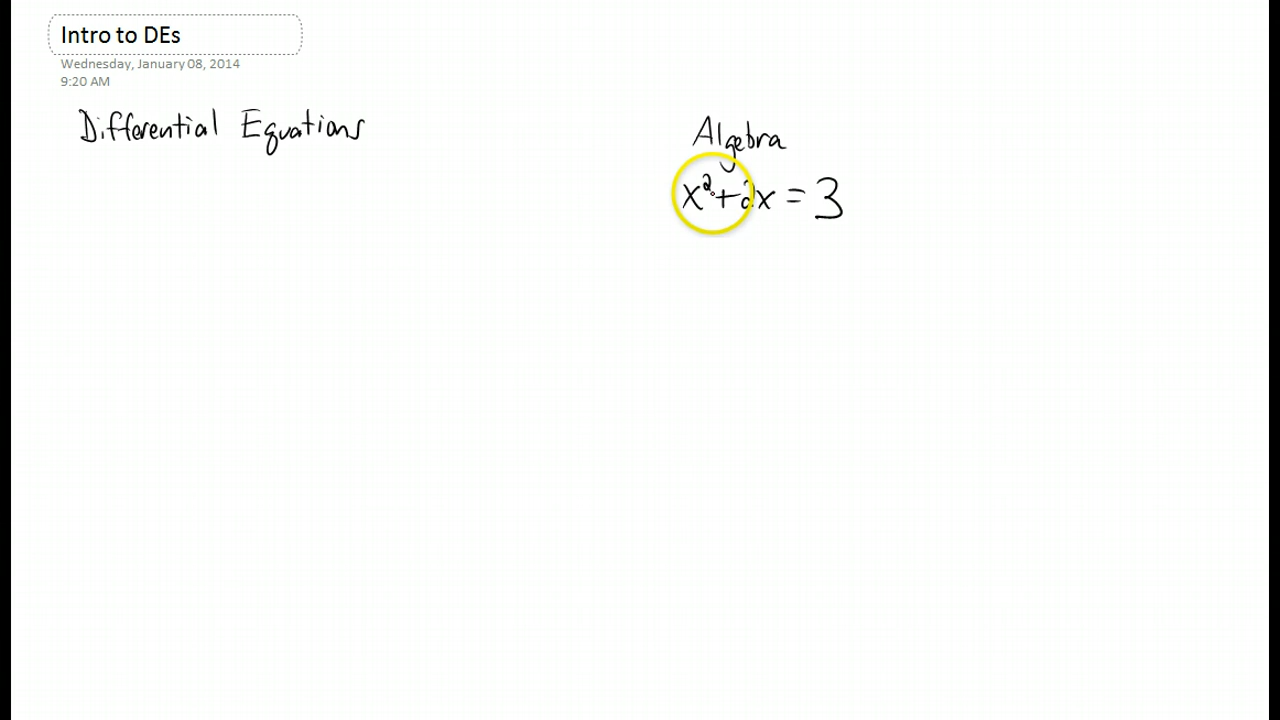 Intro to DEs
Wednesday, January 08, 2014
9:20 AM
Differential Equations
Algebra
x²+2x = 3